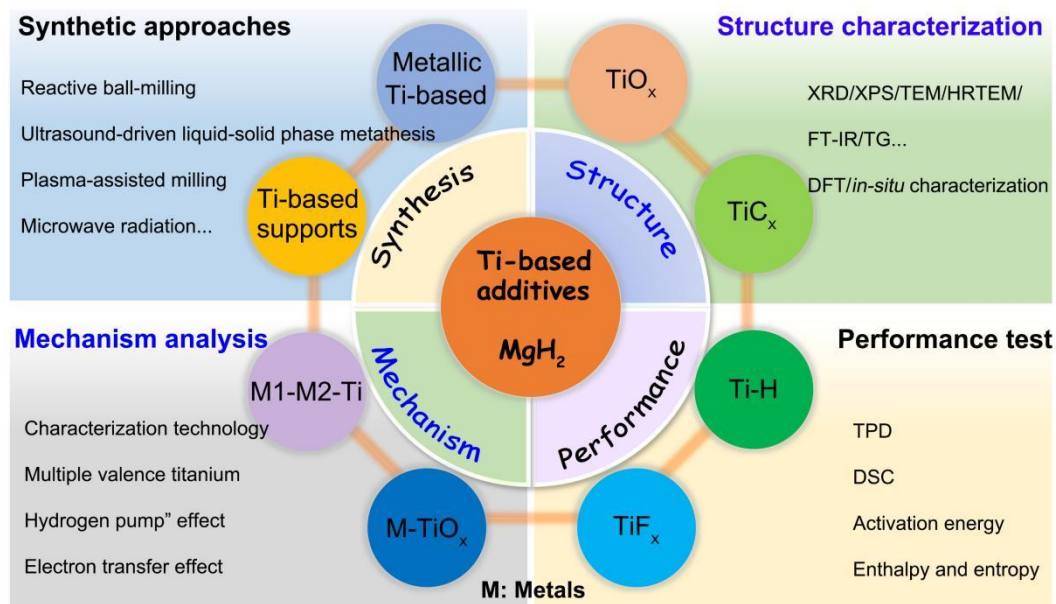 Synthetic approaches
Reactive ball-milling
Ultrasound-driven liquid-solid phase metathesis
Plasma-assisted milling
Microwave radiation...
Structure characterization
XRD/XPS/TEM/HRTEM/
FT-IR/TG...
DFT/in-situ characterization
Metallic
Ti-based
TiOₓ
Ti-based
supports
TiCₓ
Synthesis
Structure
Ti-based
additives
MgH₂
Mechanism
Performance
Mechanism analysis
Characterization technology
Multiple valence titanium
Hydrogen pump” effect
Electron transfer effect
Performance test
TPD
DSC
Activation energy
Enthalpy and entropy
M1-M2-Ti
Ti-H
M-TiOₓ
TiFₓ
M: Metals